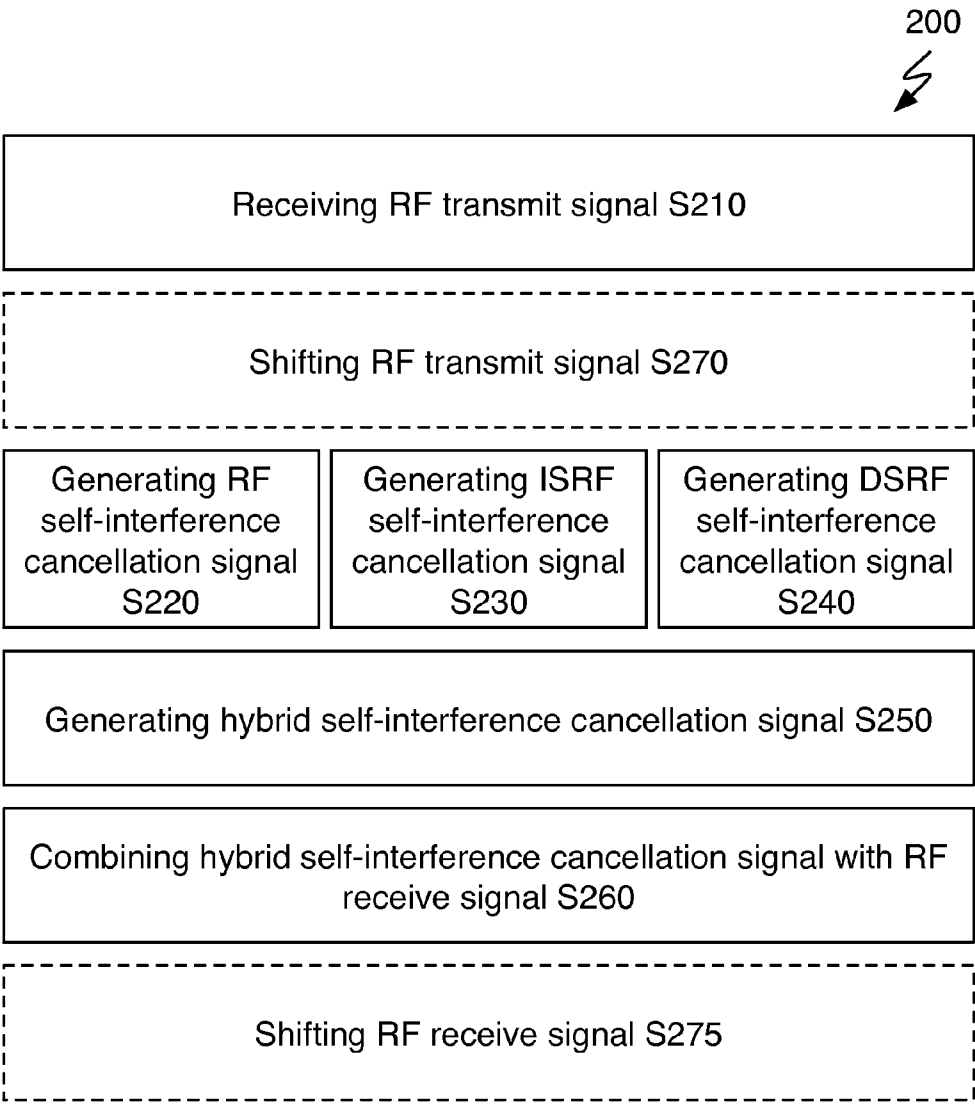 200
Receiving RF transmit signal S210
Shifting RF transmit signal S270
Generating RF
self-interference
cancellation signal
S220
Generating ISRF
self-interference
cancellation signal
S230
Generating DSRF
self-interference
cancellation signal
S240
Generating hybrid self-interference cancellation signal S250
Combining hybrid self-interference cancellation signal with RF
receive signal S260
Shifting RF receive signal S275